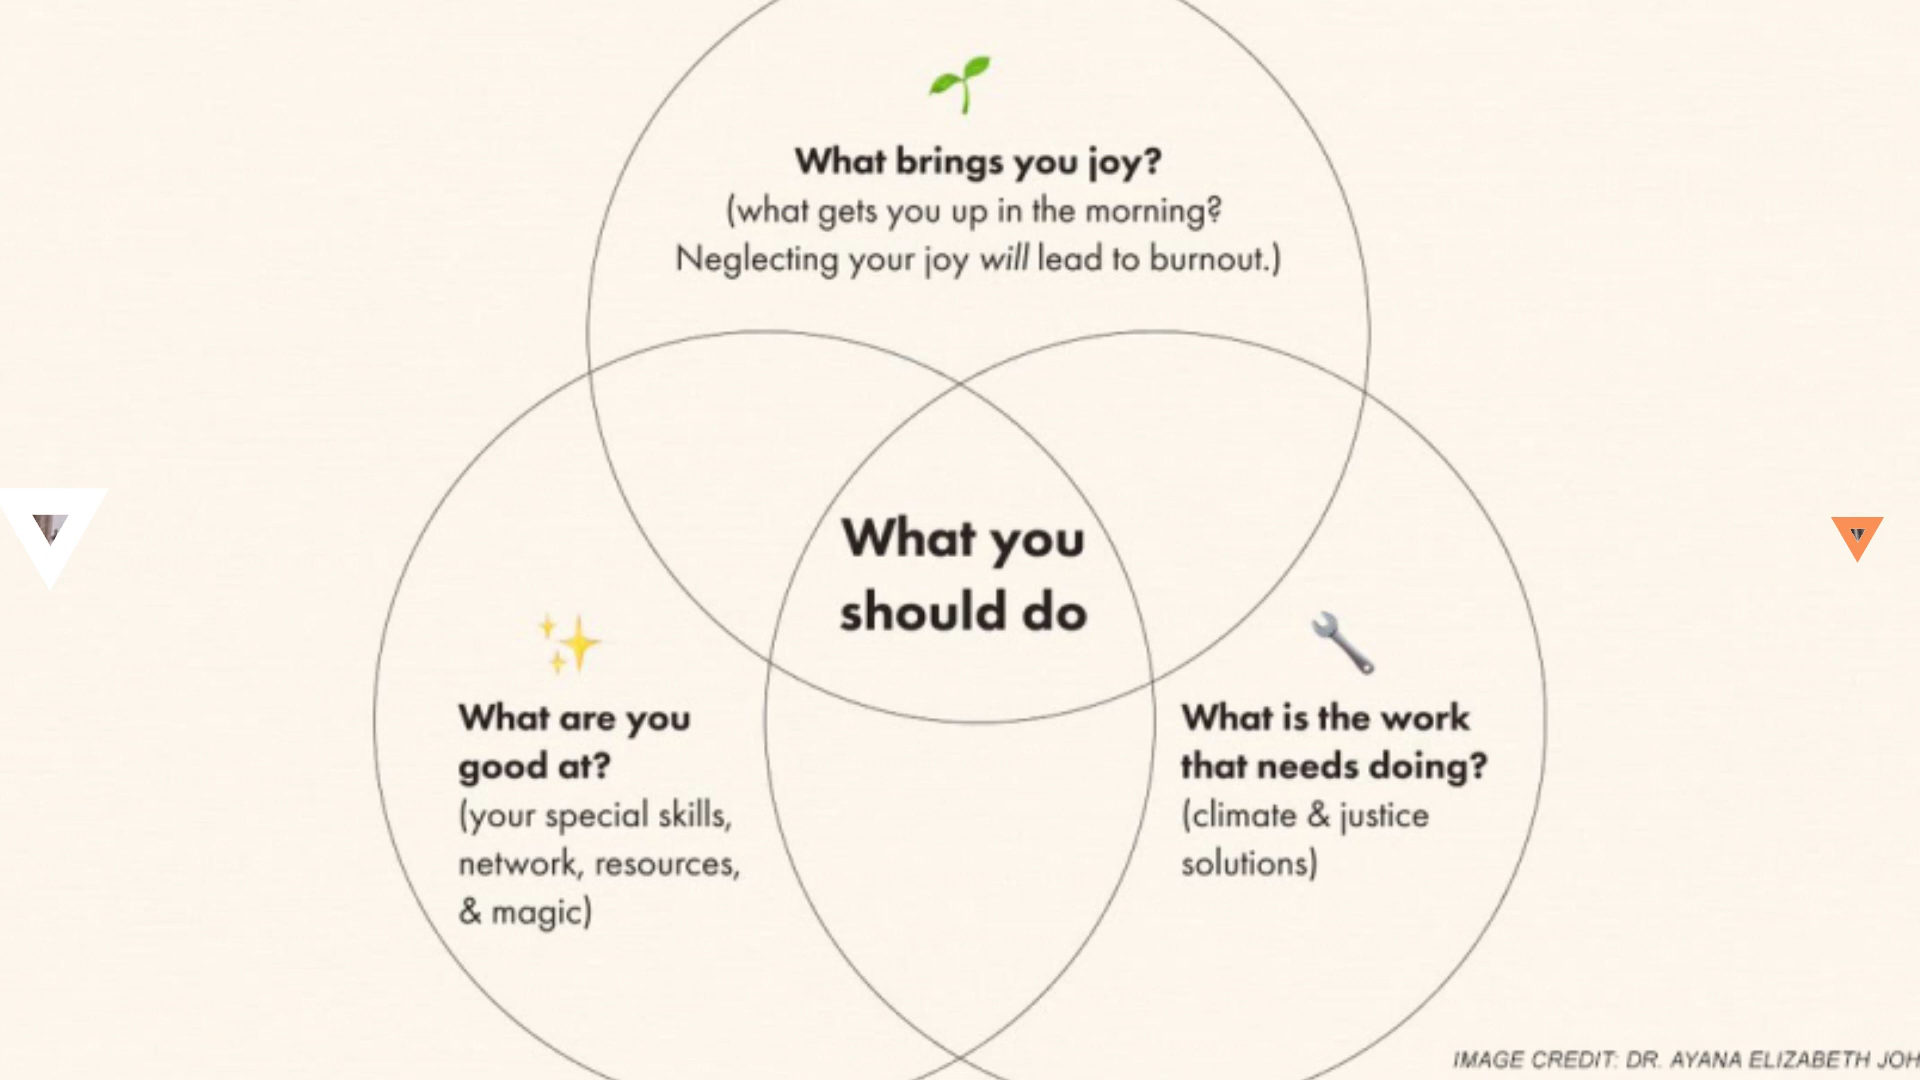 What brings you joy?
(what gets you up in the morning?
Neglecting your joy will lead to burnout.)
What you
should do
What are you
good at?
(your special skills,
network, resources,
& magic)
What is the work
that needs doing?
(climate & justice
solutions)
IMAGE CREDIT: DR. AYANA ELIZABETH JOH